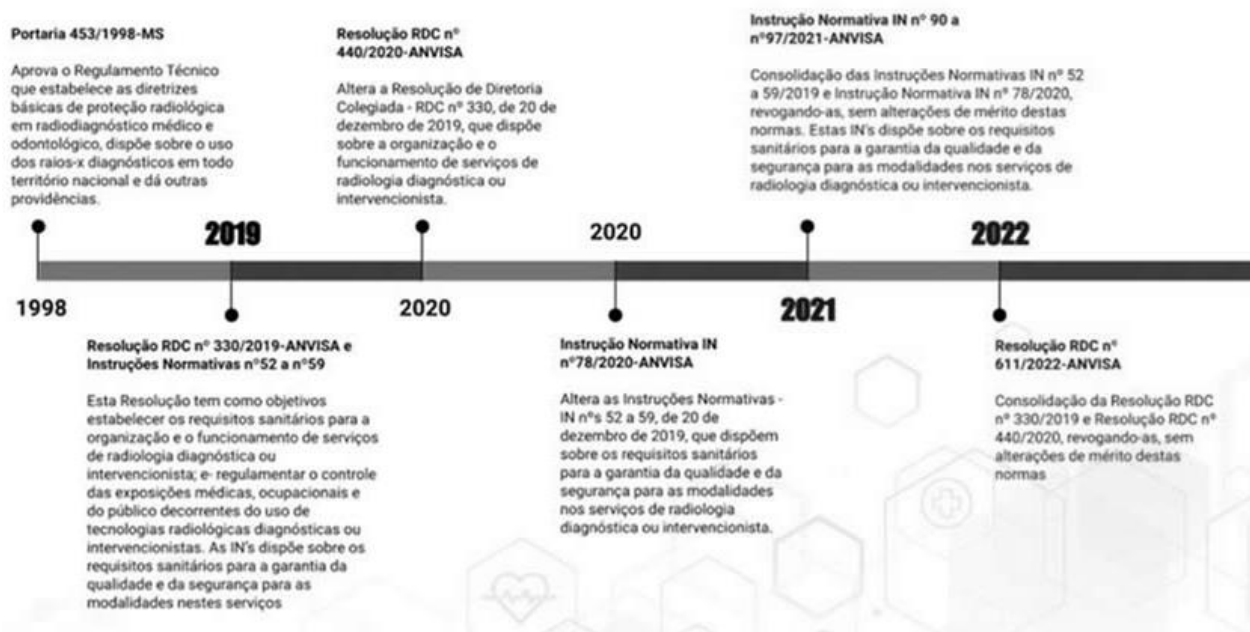 Portaria 453/1998-MS
Aprova o Regulamento Técnico
que estabelece as diretrizes
básicas de proteção radiológica
em radiodiagnóstico médico e
odontológico, dispõe sobre o uso
dos raios-x diagnósticos em todo
território nacional e dá outras
providências.
Resolução RDC nº
440/2020-ANVISA
Altera a Resolução de Diretoria
Colegiada - RDC nº 330, de 20 de
dezembro de 2019, que dispõe
sobre a organização e o
funcionamento de serviços de
radiologia diagnóstica ou
intervencionista.
Instrução Normativa IN nº 90 a
nº97/2021-ANVISA
Consolidação das Instruções Normativas IN nº 52
a 59/2019 e Instrução Normativa IN nº 78/2020,
revogando-as, sem alterações de mérito destas
normas. Estas IN's dispõe sobre os requisitos
sanitários para a garantia da qualidade e da
segurança para as modalidades nos serviços de
radiologia diagnóstica ou intervencionista.
2019
2020
2022
1998
2020
2021
Resolução RDC nº 330/2019-ANVISA e
Instruções Normativas nº52 a nº59
Esta Resolução tem como objetivos
estabelecer os requisitos sanitários para a
organização e o funcionamento de serviços
de radiologia diagnóstica ou
intervencionista; e- regulamentar o controle
das exposições médicas, ocupacionais e
do público decorrentes do uso de
tecnologias radiológicas diagnósticas ou
intervencionistas. As IN's dispõe sobre os
requisitos sanitários para a garantia da
qualidade e da segurança para as
modalidades nestes serviços
Instrução Normativa IN
nº78/2020-ANVISA
Altera as Instruções Normativas -
IN nºs 52 a 59, de 20 de
dezembro de 2019, que dispõem
sobre os requisitos sanitários
para a garantia da qualidade e da
segurança para as modalidades
nos serviços de radiologia
diagnóstica ou intervencionista.
Resolução RDC nº
611/2022-ANVISA
Consolidação da Resolução RDC
nº 330/2019 e Resolução RDC nº
440/2020, revogando-as, sem
alterações de mérito destas
normas